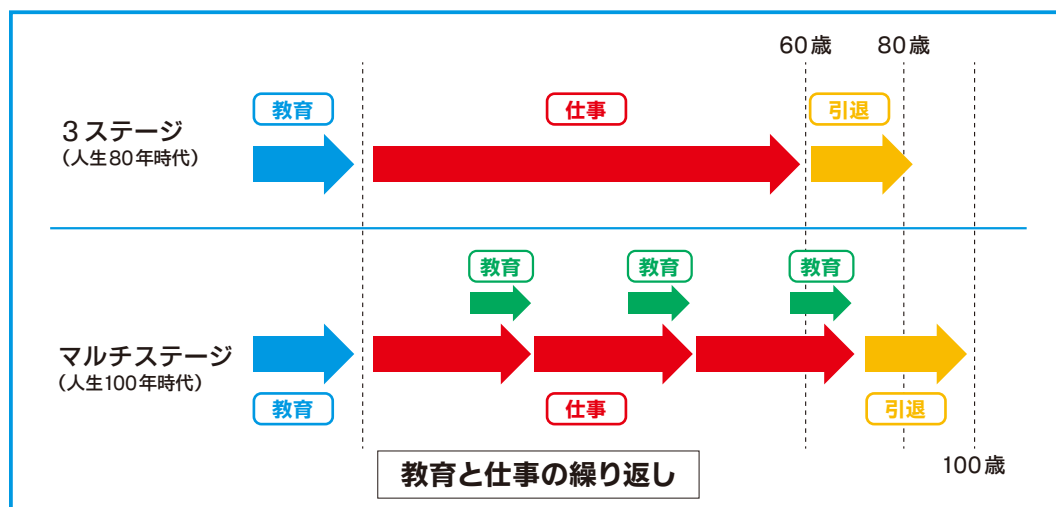 60歳
80歳
教育
仕事
引退
3ステージ
（人生80年時代）
教育
教育
教育
マルチステージ
（人生100年時代）
教育
仕事
引退
教育と仕事の繰り返し
100歳